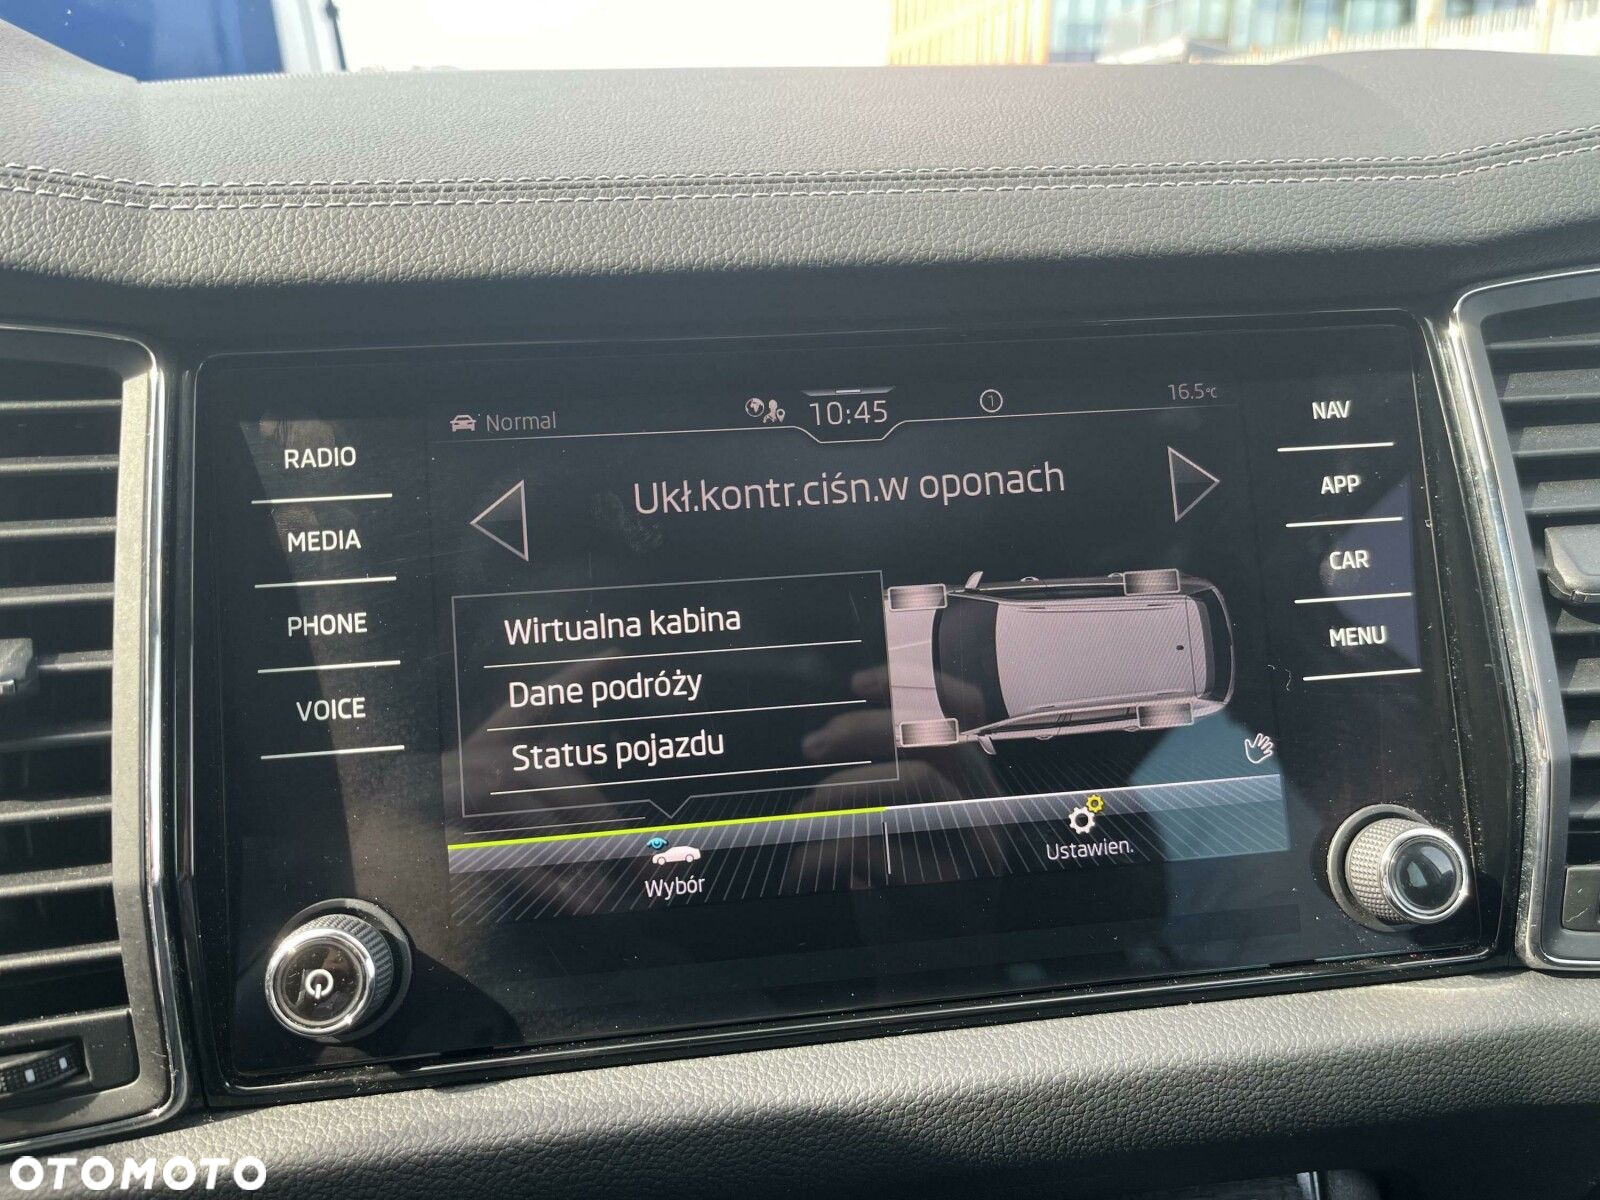 Normal
10:45
1
16.5°C
RADIO
MEDIA
PHONE
VOICE
Ukł.kontr.ciśn.w oponach
Wirtualna kabina
Dane podróży
Status pojazdu
Wybór
Ustawien.
NAV
APP
CAR
MENU
OTOMOTO